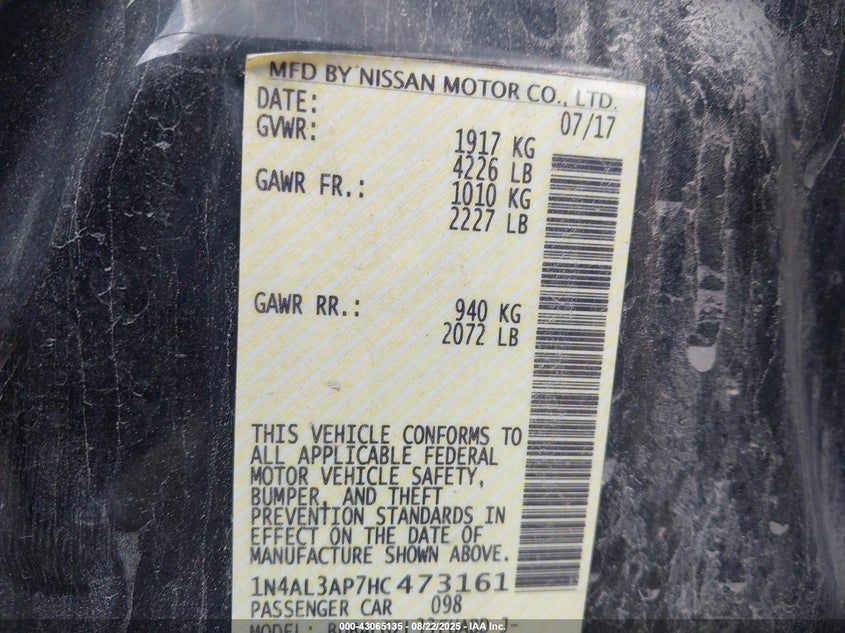 MFD BY NISSAN MOTOR CO., LTD.
DATE: 07/17
GVWR: 1917 KG
4226 LB
GAWR FR.: 1010 KG
2227 LB
GAWR RR.: 940 KG
2072 LB
THIS VEHICLE CONFORMS TO
ALL APPLICABLE FEDERAL
MOTOR VEHICLE SAFETY,
BUMPER, AND THEFT
PREVENTION STANDARDS IN
EFFECT ON THE DATE OF
MANUFACTURE SHOWN ABOVE.
1N4AL3AP7HC473161
PASSENGER CAR 098
MODEL:
000-43065135 - 08/22/2025 - IAA Inc.